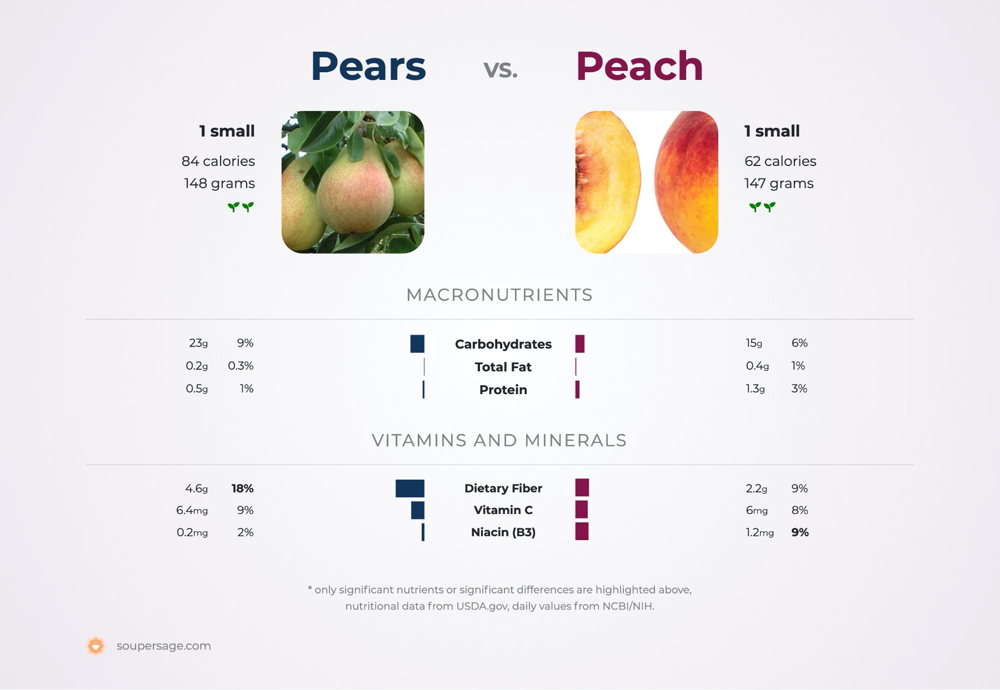 Pears vs. Peach
1 small
84 calories
148 grams
1 small
62 calories
147 grams
MACRONUTRIENTS
23g 9% Carbohydrates 15g 6%
0.2g 0.3% Total Fat 0.4g 1%
0.5g 1% Protein 1.3g 3%
VITAMINS AND MINERALS
4.6g 18% Dietary Fiber 2.2g 9%
6.4mg 9% Vitamin C 6mg 8%
0.2mg 2% Niacin (B3) 1.2mg 9%
* only significant nutrients or significant differences are highlighted above,
nutritional data from USDA.gov, daily values from NCBI/NIH.
soupersage.com